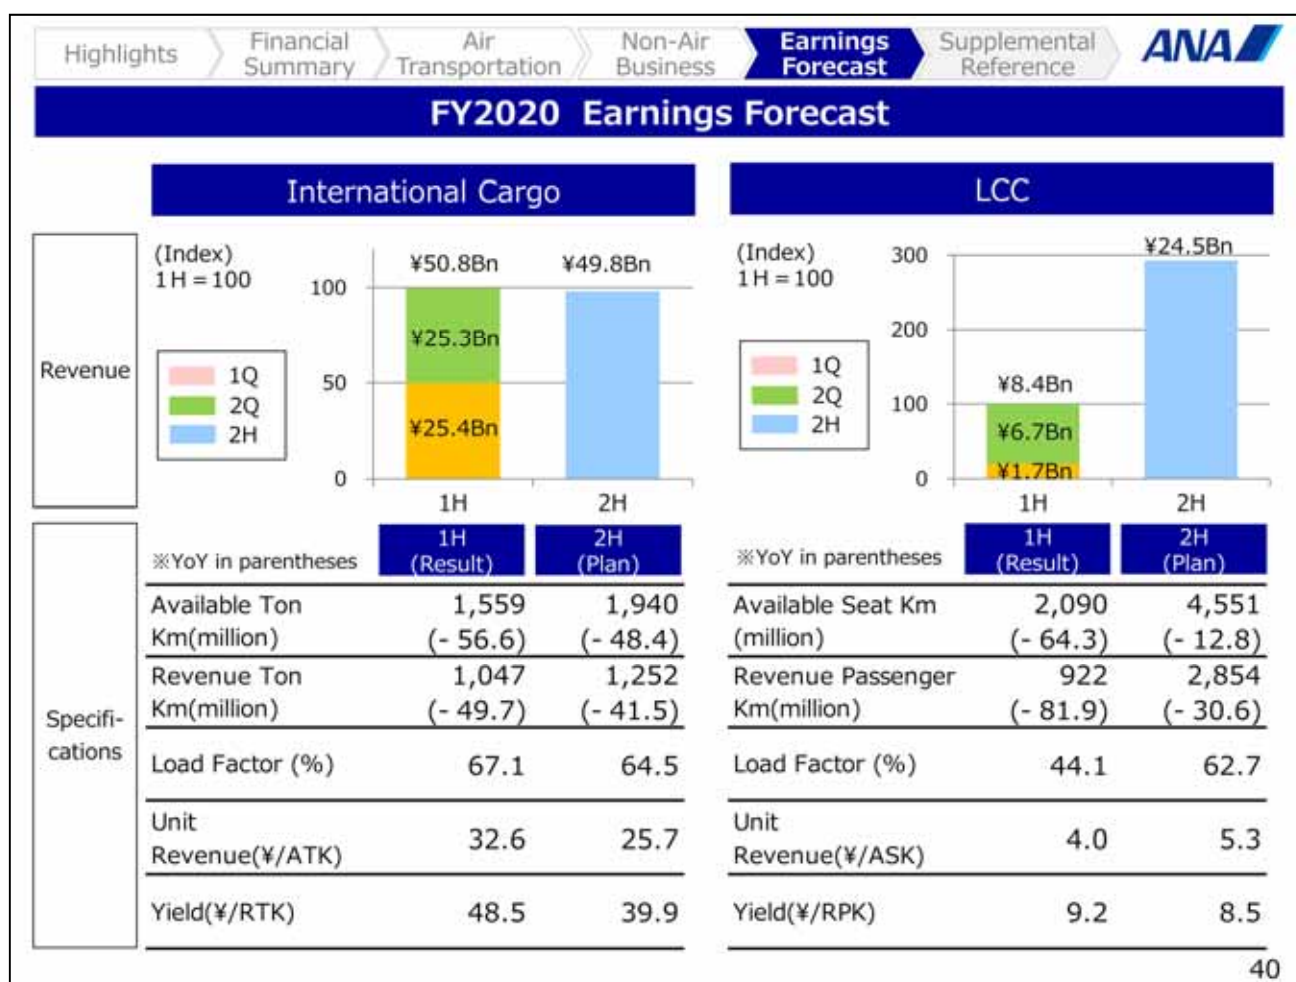 Highlights
Financial
Summary
Air
Transportation
Non-Air
Business
Earnings
Forecast
Supplemental
Reference
ANA
FY2020 Earnings Forecast
International Cargo
LCC
Revenue
(Index)
1H = 100
¥50.8Bn
¥49.8Bn
100
¥25.3Bn
50
¥25.4Bn
0
1H
2H
1Q
2Q
2H
(Index)
1H = 100
300
¥24.5Bn
200
¥8.4Bn
100
¥6.7Bn
0
¥1.7Bn
1H
2H
1Q
2Q
2H
Specifi-
cations
※YoY in parentheses
1H
(Result)
2H
(Plan)
Available Ton 1,559 1,940
Km(million) (- 56.6) (- 48.4)
Revenue Ton 1,047 1,252
Km(million) (- 49.7) (- 41.5)
Load Factor (%) 67.1 64.5
Unit
Revenue(¥/ATK) 32.6 25.7
Yield(¥/RTK) 48.5 39.9
※YoY in parentheses
1H
(Result)
2H
(Plan)
Available Seat Km 2,090 4,551
(million) (- 64.3) (- 12.8)
Revenue Passenger 922 2,854
Km(million) (- 81.9) (- 30.6)
Load Factor (%) 44.1 62.7
Unit
Revenue(¥/ASK) 4.0 5.3
Yield(¥/RPK) 9.2 8.5
40